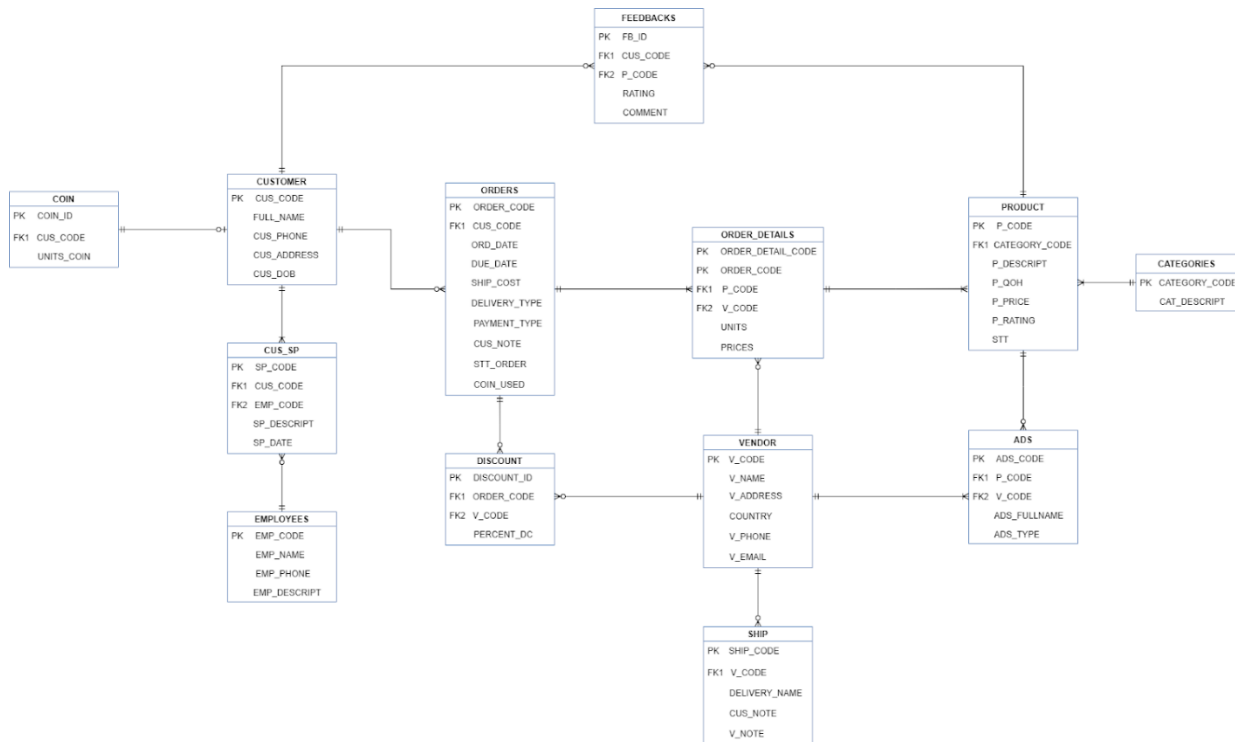 FEEDBACKS
PK FB_ID
FK1 CUS_CODE
FK2 P_CODE
RATING
COMMENT
COIN
PK COIN_ID
FK1 CUS_CODE
UNITS_COIN
CUSTOMER
PK CUS_CODE
FULL_NAME
CUS_PHONE
CUS_ADDRESS
CUS_DOB
ORDERS
PK ORDER_CODE
FK1 CUS_CODE
ORD_DATE
DUE_DATE
SHIP_COST
DELIVERY_TYPE
PAYMENT_TYPE
CUS_NOTE
STT_ORDER
COIN_USED
ORDER_DETAILS
PK ORDER_DETAIL_CODE
PK ORDER_CODE
FK1 P_CODE
FK2 V_CODE
UNITS
PRICES
PRODUCT
PK P_CODE
FK1 CATEGORY_CODE
P_DESCRIPT
P_QOH
P_PRICE
P_RATING
STT
CATEGORIES
PK CATEGORY_CODE
CAT_DESCRIPT
CUS_SP
PK SP_CODE
FK1 CUS_CODE
FK2 EMP_CODE
SP_DESCRIPT
SP_DATE
DISCOUNT
PK DISCOUNT_ID
FK1 ORDER_CODE
FK2 V_CODE
PERCENT_DC
VENDOR
PK V_CODE
V_NAME
V_ADDRESS
COUNTRY
V_PHONE
V_EMAIL
ADS
PK ADS_CODE
FK1 P_CODE
FK2 V_CODE
ADS_FULLNAME
ADS_TYPE
EMPLOYEES
PK EMP_CODE
EMP_NAME
EMP_PHONE
EMP_DESCRIPT
SHIP
PK SHIP_CODE
FK1 V_CODE
DELIVERY_NAME
CUS_NOTE
V_NOTE